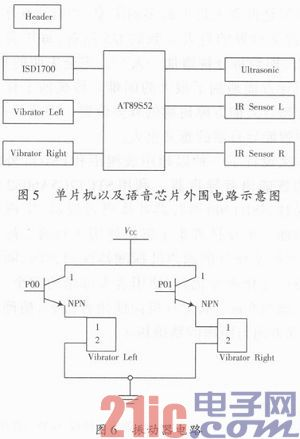 Header
ISD1700
Vibrator Left
Vibrator Right
AT89S52
Ultrasonic
IR Sensor L
IR Sensor R
图5 单片机以及语音芯片外围电路示意图
VCC
P00
1
NPN
1
2
Vibrator Left
P01
1
NPN
1
2
Vibrator Right
21ic 电子网
21ic.com
图6 振动器电路